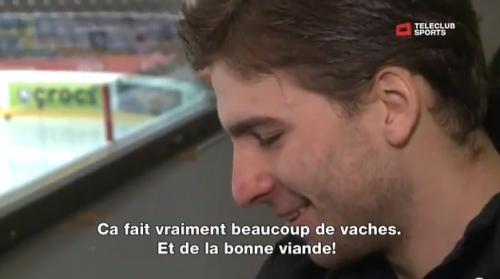 TELECLUB
SPORTS
crocs
Ca fait vraiment beaucoup de vaches.
Et de la bonne viande!